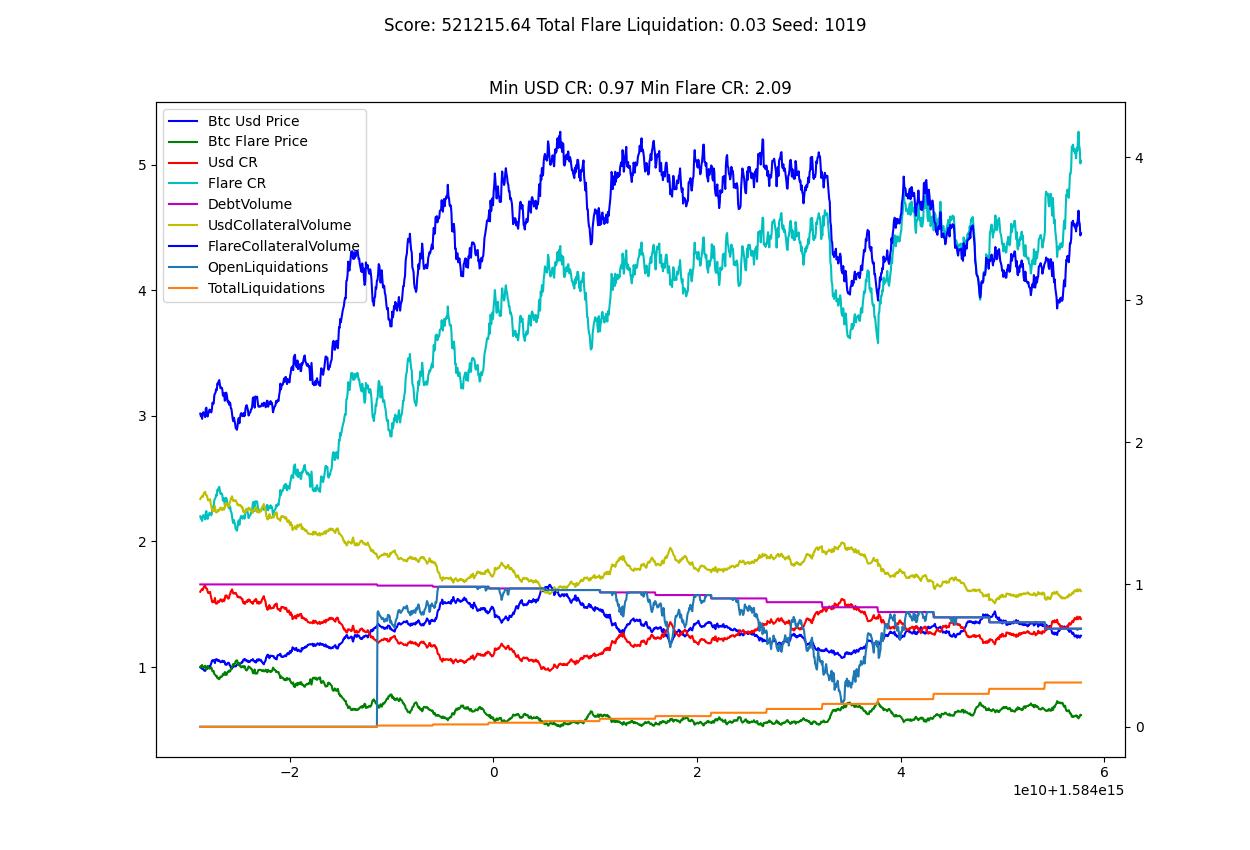 Score: 521215.64 Total Flare Liquidation: 0.03 Seed: 1019
Min USD CR: 0.97 Min Flare CR: 2.09
Btc Usd Price
Btc Flare Price
Usd CR
Flare CR
DebtVolume
UsdCollateralVolume
FlareCollateralVolume
OpenLiquidations
TotalLiquidations
5
4
3
2
1
4
3
2
1
0
−2
0
2
4
6
1e10+1.584e15